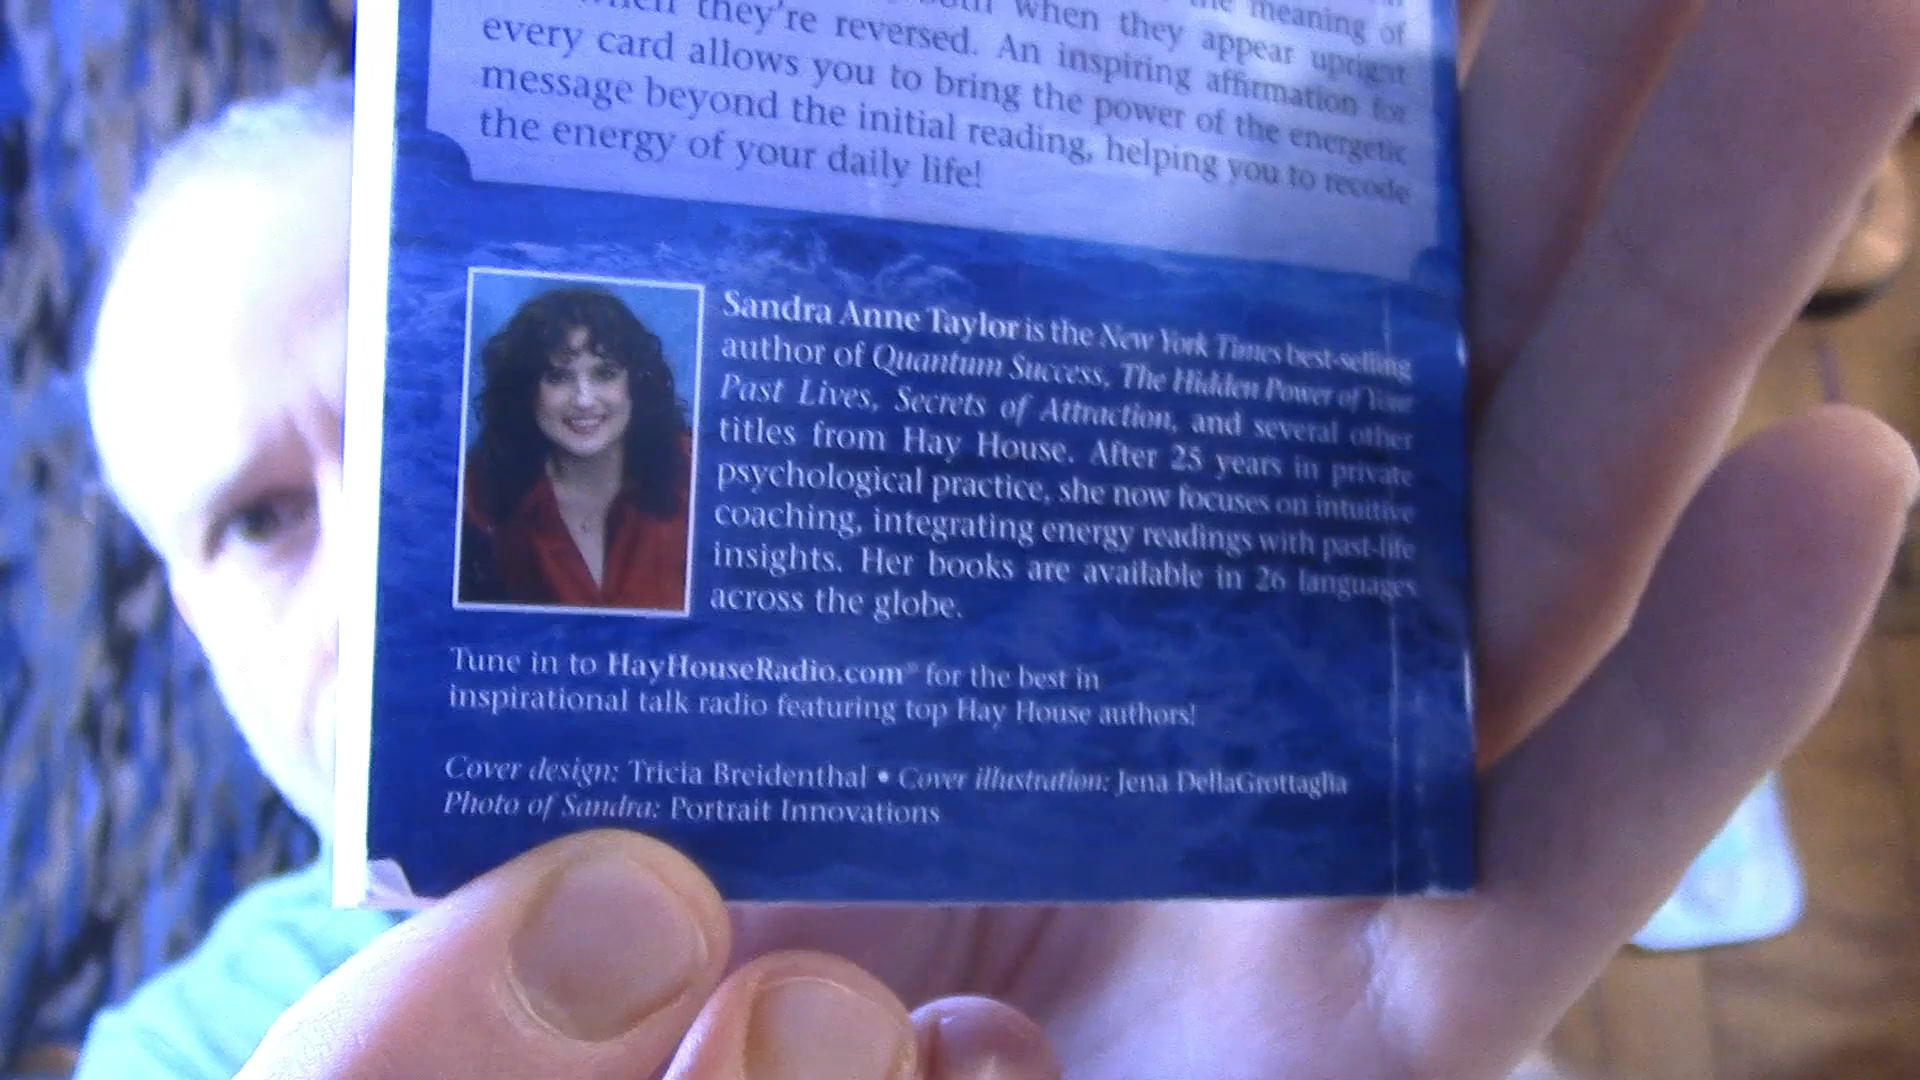 when they're reversed. An inspiring affirmation for
every card allows you to bring the power of the energetic
message beyond the initial reading, helping you to recode
the energy of your daily life!
Sandra Anne Taylor is the New York Times best-selling
author of Quantum Success, The Hidden Power of Your
Past Lives, Secrets of Attraction, and several other
titles from Hay House. After 25 years in private
psychological practice, she now focuses on intuitive
coaching, integrating energy readings with past-life
insights. Her books are available in 26 languages
across the globe.
Tune in to HayHouseRadio.com® for the best in
inspirational talk radio featuring top Hay House authors!
Cover design: Tricia Breidenthal • Cover illustration: Jena DellaGrottaglia
Photo of Sandra: Portrait Innovations